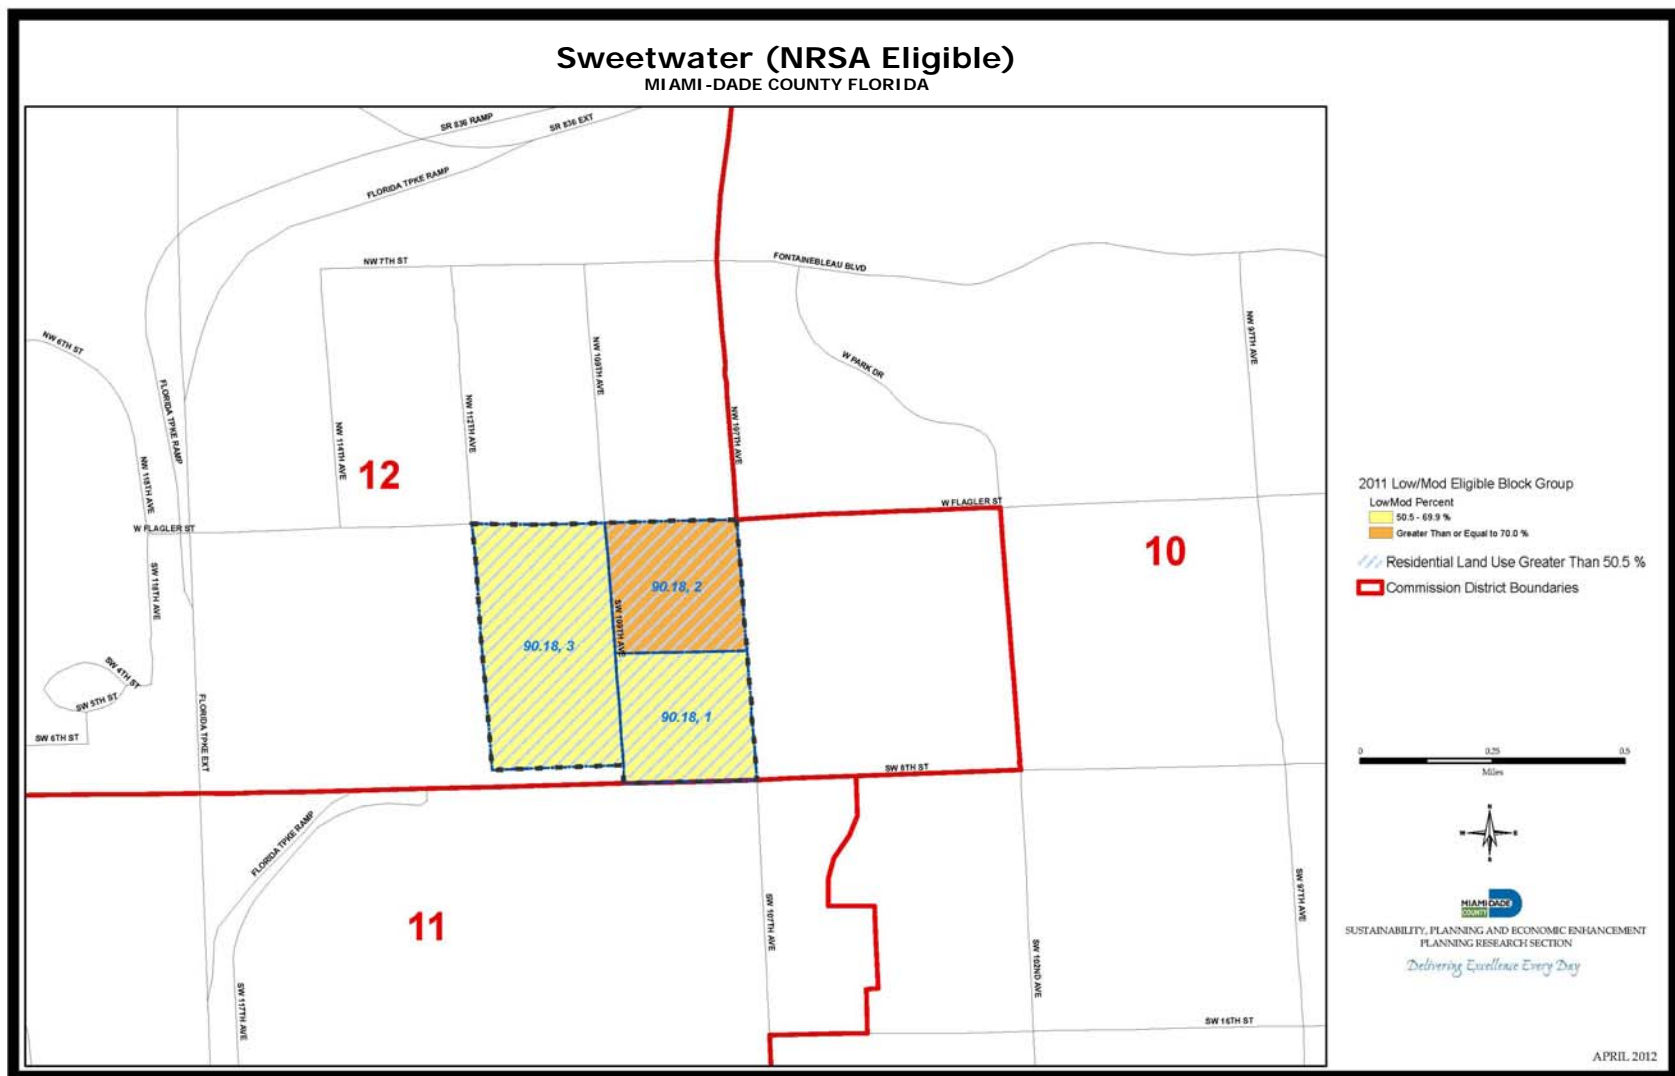 Sweetwater (NRSA Eligible)
MIAMI-DADE COUNTY FLORIDA
SR 836 RAMP
SR 836 EXT
FLORIDA TPKE RAMP
NW 7TH ST
FONTAINEBLEAU BLVD
NW 6TH ST
NW 109TH AVE
NW 97TH AVE
W PARK DR
FLORIDA TPKE RAMP
NW 114TH AVE
NW 112TH AVE
NW 107TH AVE
12
NW 118TH AVE
W FLAGLER ST
W FLAGLER ST
10
SW 118TH AVE
90.18, 2
SW 109TH AVE
90.18, 3
SW 4TH ST
SW 5TH ST
90.18, 1
FLORIDA TPKE EXT
SW 6TH ST
SW 8TH ST
FLORIDA TPKE RAMP
11
SW 107TH AVE
SW 97TH AVE
SW 102ND AVE
SW 117TH AVE
SW 16TH ST
2011 Low/Mod Eligible Block Group
LowMod Percent
50.5 - 69.9 %
Greater Than or Equal to 70.0 %
Residential Land Use Greater Than 50.5 %
Commission District Boundaries
0 0.25 0.5
Miles
N
W E
S
MIAMI-DADE
COUNTY
SUSTAINABILITY, PLANNING AND ECONOMIC ENHANCEMENT
PLANNING RESEARCH SECTION
Delivering Excellence Every Day
APRIL 2012